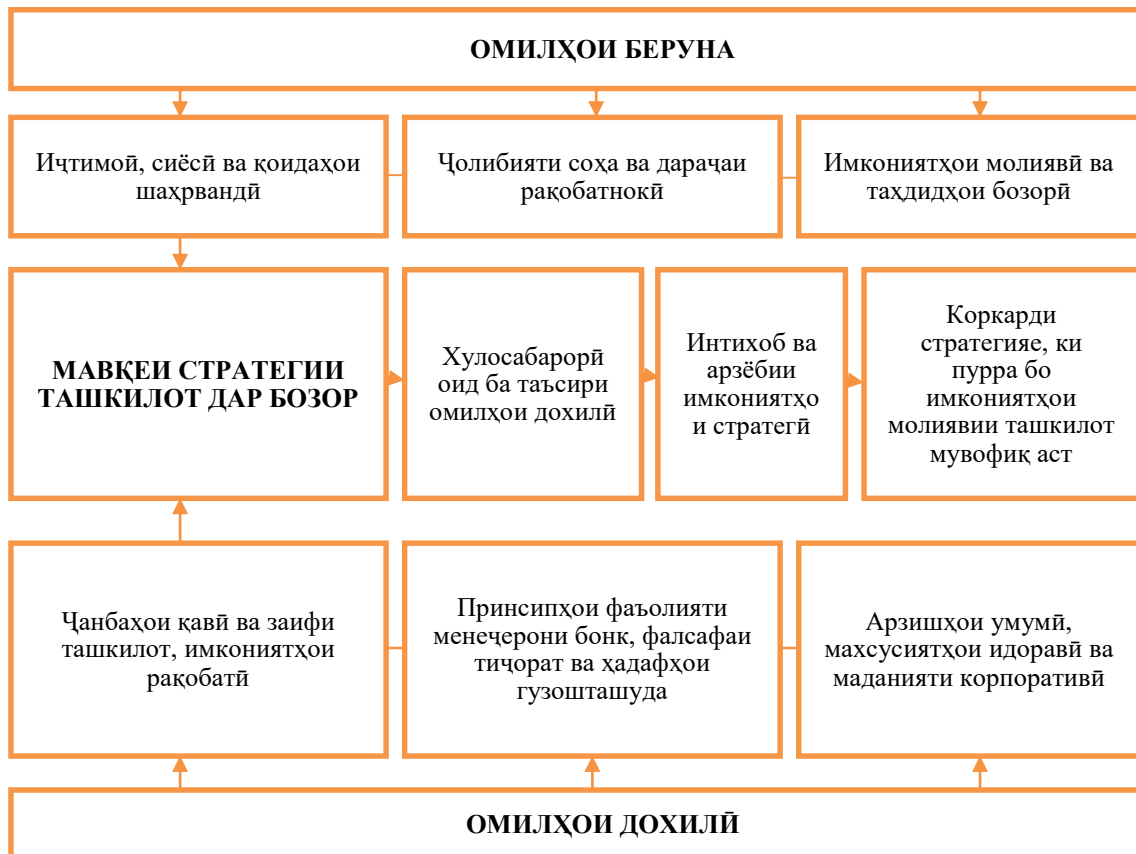 ОМИЛҲОИ БЕРУНА
Иҷтимоӣ, сиёсӣ ва қоидаҳои
шаҳрвандӣ
Ҷолибияти соҳа ва дараҷаи
рақобатнокӣ
Имкониятҳои молиявӣ ва
таҳдидҳои бозорӣ
МАВҚЕИ СТРАТЕГИИ
ТАШКИЛОТ ДАР БОЗОР
Хулосабарорӣ
оид ба таъсири
омилҳои дохилӣ
Интихоб ва
арзёбии
имкониятҳо
и стратегӣ
Коркарди
стратегияе, ки
пурра бо
имкониятҳои
молиявии ташкилот
мувофиқ аст
Ҷанбаҳои қавӣ ва заифи
ташкилот, имкониятҳои
рақобатӣ
Принсипҳои фаъолияти
менеҷерони бонк, фалсафаи
тиҷорат ва ҳадафҳои
гузошташуда
Арзишҳои умумӣ,
махсусиятҳои идоравӣ ва
маданияти корпоративӣ
ОМИЛҲОИ ДОХИЛӢ